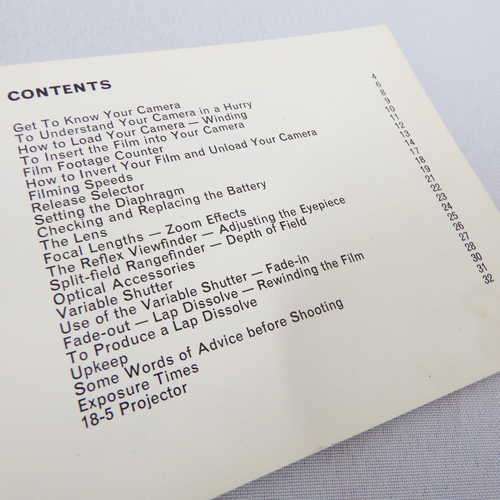 CONTENTS
Get To Know Your Camera 4
To Understand Your Camera in a Hurry 6
How to Load Your Camera — Winding 8
To Insert the Film into Your Camera 9
Film Footage Counter 10
How to Invert Your Film and Unload Your Camera 11
Filming Speeds 12
Release Selector 13
Setting the Diaphragm 14
Checking and Replacing the Battery 17
The Lens 18
Focal Lengths — Zoom Effects 19
The Reflex Viewfinder — Adjusting the Eyepiece 21
Split-field Rangefinder — Depth of Field 22
Optical Accessories 23
Variable Shutter 24
Use of the Variable Shutter — Fade-in 25
Fade-out — Lap Dissolve — Rewinding the Film 26
To Produce a Lap Dissolve 27
Upkeep 28
Some Words of Advice before Shooting 30
Exposure Times 31
18-5 Projector 32